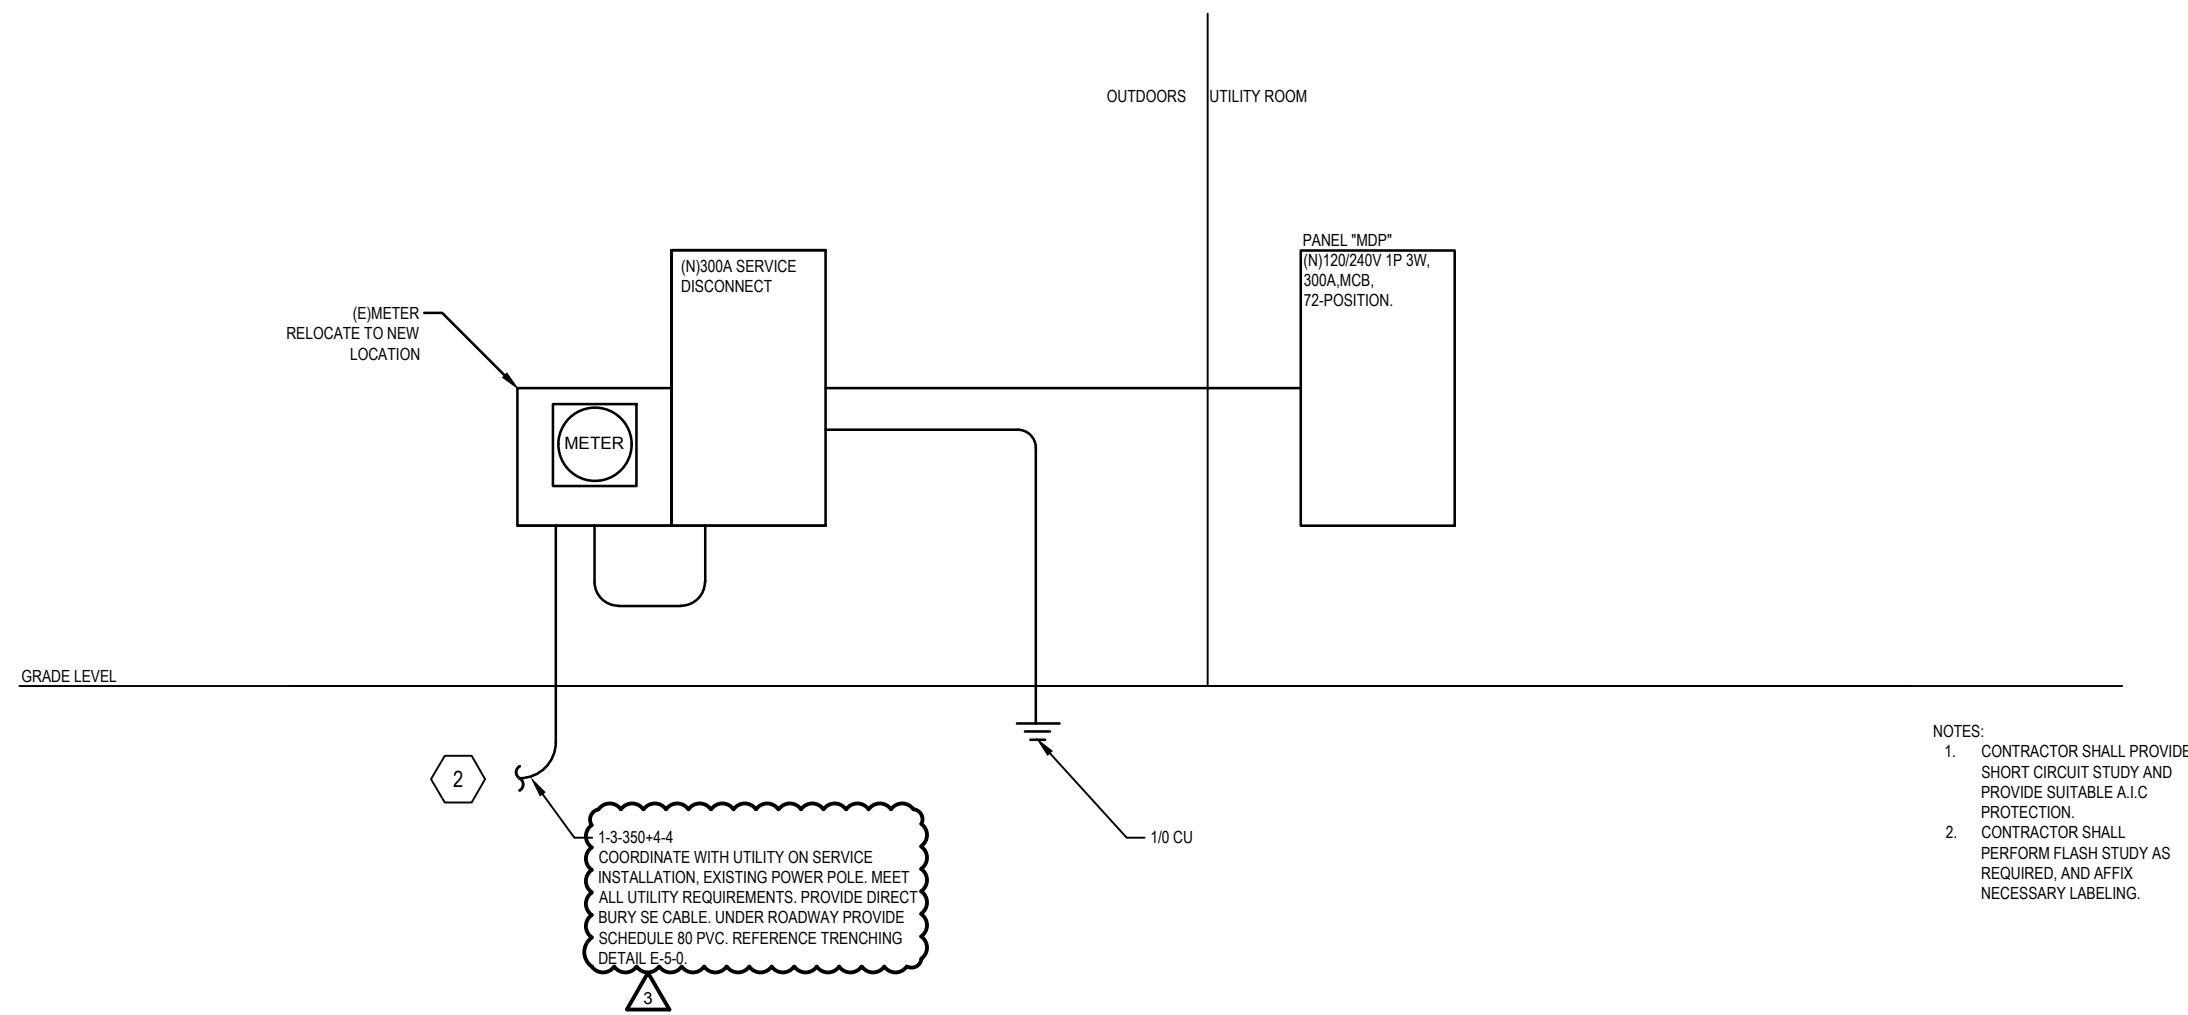 OUTDOORS
UTILITY ROOM
PANEL "MDP"
(N)120/240V 1P 3W,
300A,MCB,
72-POSITION.
(N)300A SERVICE
DISCONNECT
(E)METER
RELOCATE TO NEW
LOCATION
METER
GRADE LEVEL
2
1-3-350+4-4
COORDINATE WITH UTILITY ON SERVICE
INSTALLATION, EXISTING POWER POLE. MEET
ALL UTILITY REQUIREMENTS. PROVIDE DIRECT
BURY SE CABLE. UNDER ROADWAY PROVIDE
SCHEDULE 80 PVC. REFERENCE TRENCHING
DETAIL E-5-0.
3
1/0 CU
NOTES:
1. CONTRACTOR SHALL PROVIDE
SHORT CIRCUIT STUDY AND
PROVIDE SUITABLE A.I.C
PROTECTION.
2. CONTRACTOR SHALL
PERFORM FLASH STUDY AS
REQUIRED, AND AFFIX
NECESSARY LABELING.